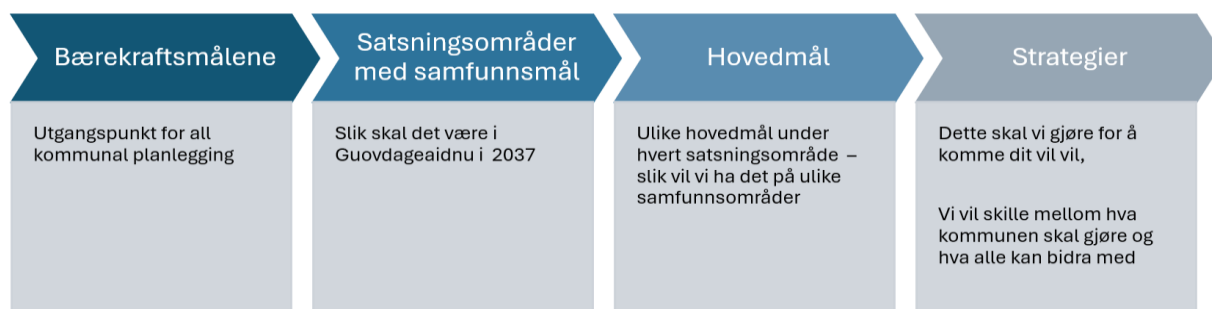 Bærekraftsmålene
Utgangspunkt for all
kommunal planlegging
Satsningsområder
med samfunnsmål
Slik skal det være i
Guovdageaidnu i 2037
Hovedmål
Ulike hovedmål under
hvert satsningsområde –
slik vil vi ha det på ulike
samfunnsområder
Strategier
Dette skal vi gjøre for å
komme dit vil vil,
Vi vil skille mellom hva
kommunen skal gjøre og
hva alle kan bidra med